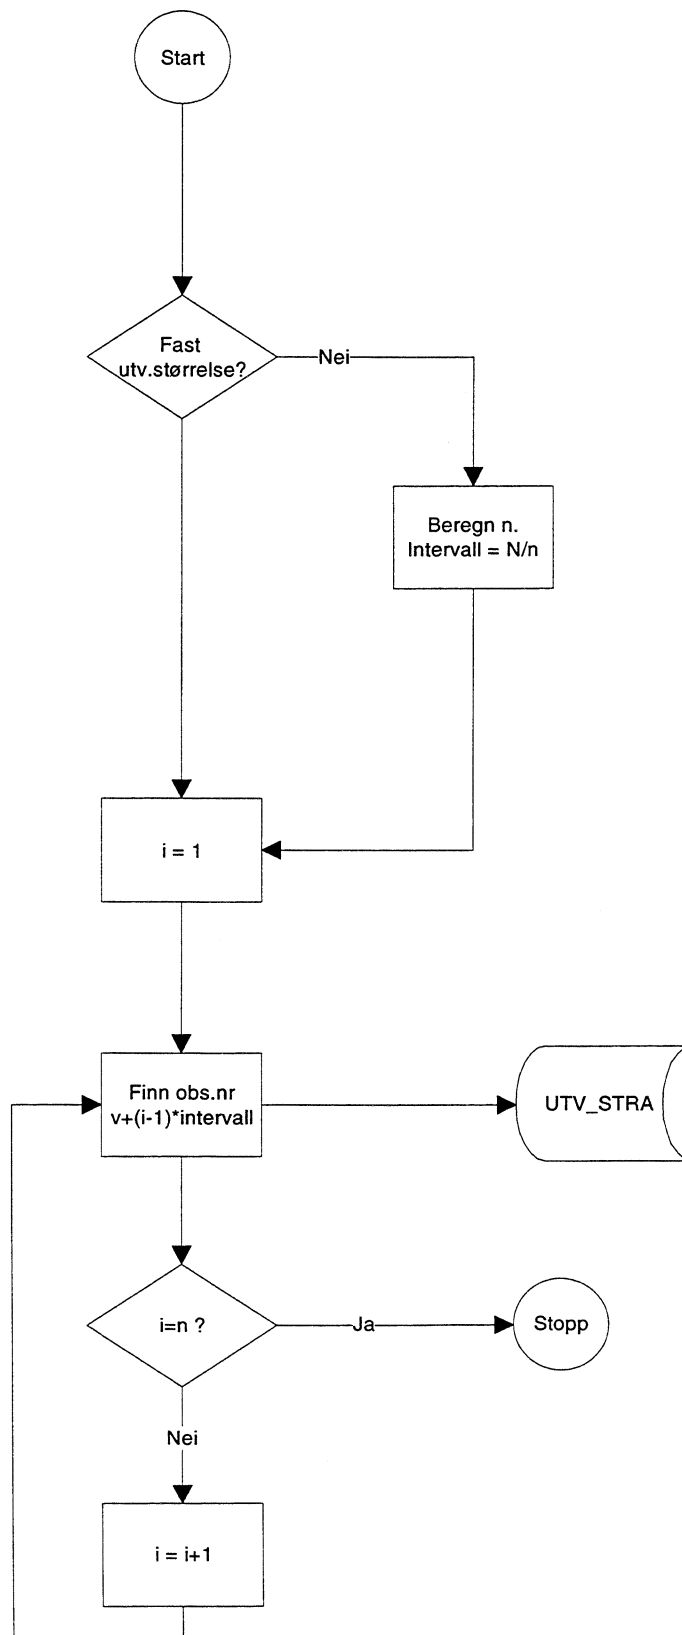 Start
Fast
utv.størrelse?
Nei
Beregn n.
Intervall = N/n
i = 1
Finn obs.nr
v+(i-1)*intervall
UTV_STRA
i=n ?
Ja
Stopp
Nei
i = i+1